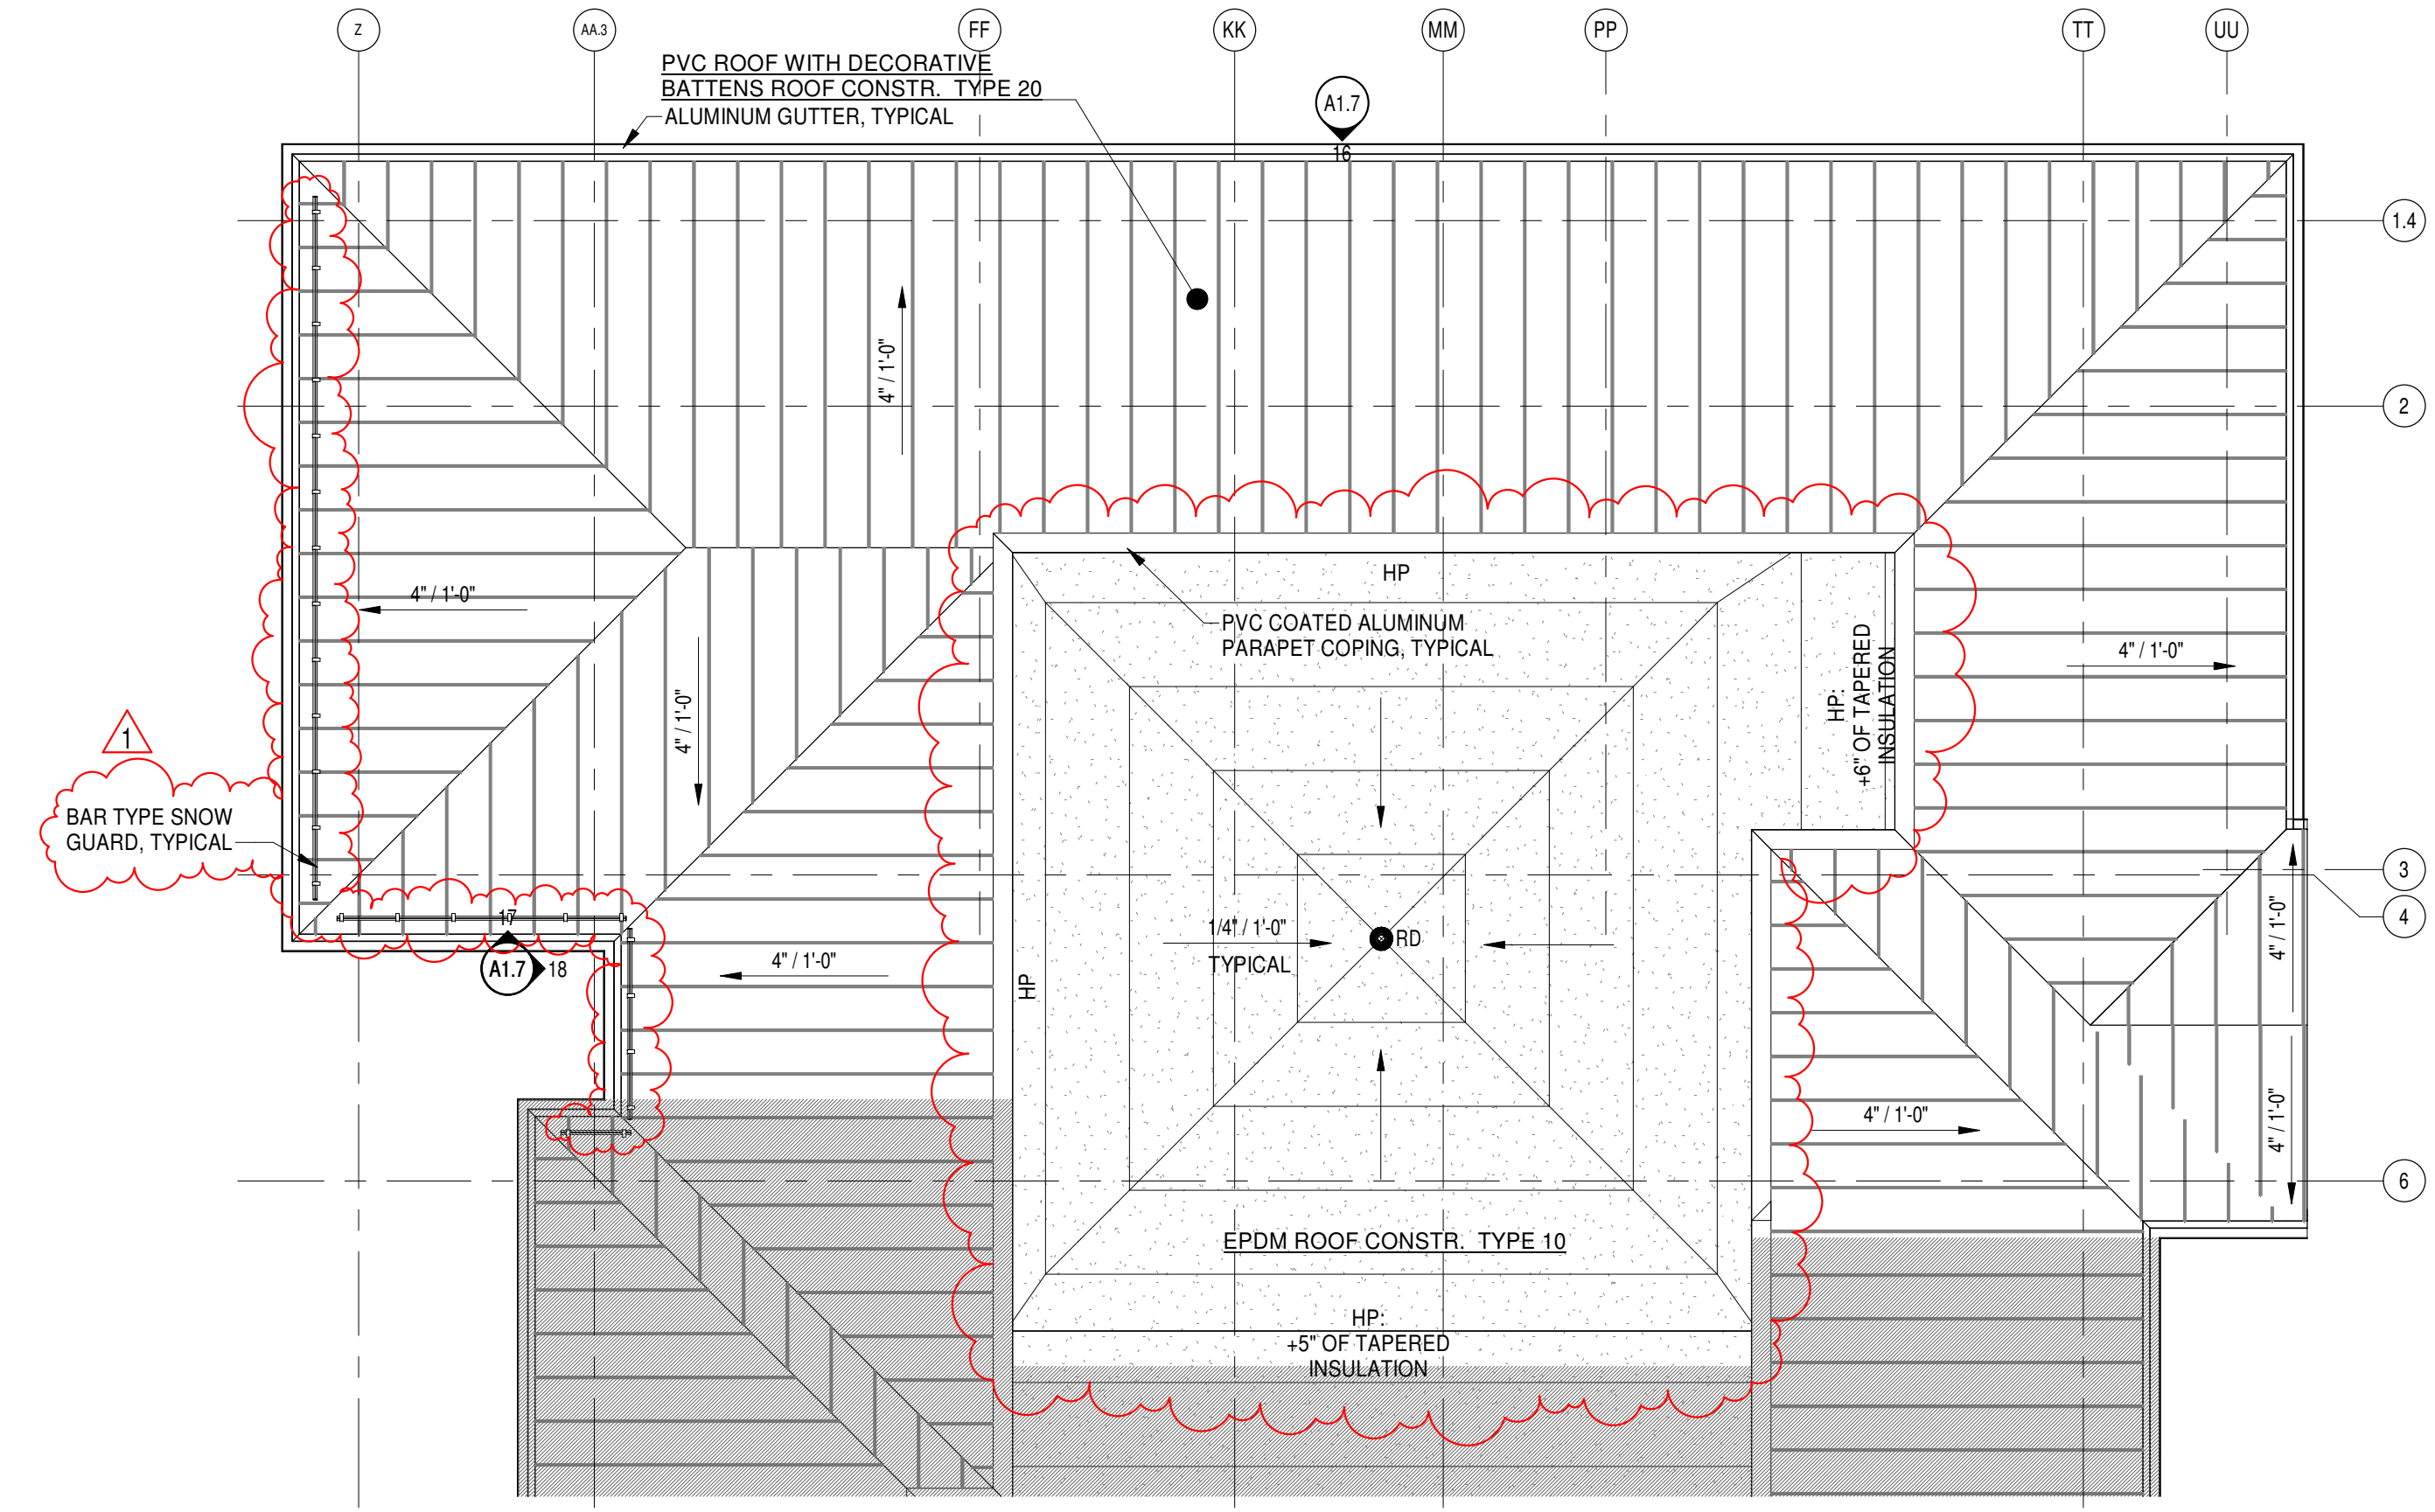 Z
AA.3
FF
KK
MM
PP
TT
UU
PVC ROOF WITH DECORATIVE
BATTENS ROOF CONSTR. TYPE 20
ALUMINUM GUTTER, TYPICAL
A1.7
16
1.4
2
4" / 1'-0"
HP
PVC COATED ALUMINUM
PARAPET COPING, TYPICAL
4" / 1'-0"
4" / 1'-0"
HP:
+6" OF TAPERED
INSULATION
4" / 1'-0"
1
BAR TYPE SNOW
GUARD, TYPICAL
3
4
17
A1.7
18
4" / 1'-0"
HP
1/4" / 1'-0"
TYPICAL
RD
4" / 1'-0"
4" / 1'-0"
4" / 1'-0"
6
EPDM ROOF CONSTR. TYPE 10
HP:
+5" OF TAPERED
INSULATION